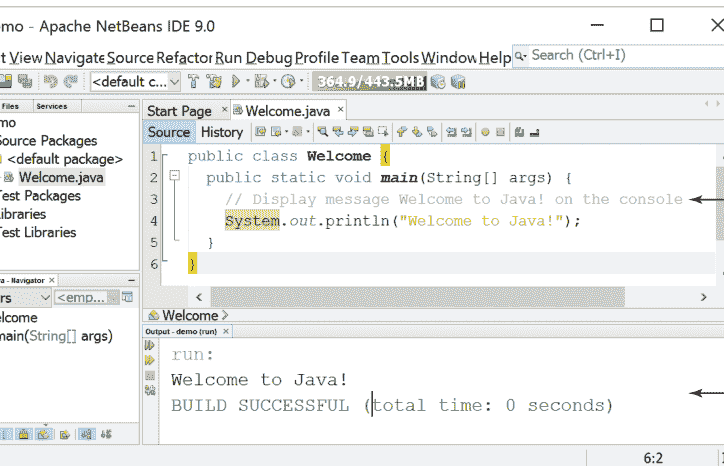 emo - Apache NetBeans IDE 9.0
t View Navigate Source Refactor Run Debug Profile Team Tools Window Help Search (Ctrl+I)
<default c... 364.9/443.5MB
Files Services
mo
Source Packages
<default package>
Welcome.java
Test Packages
ibraries
Test Libraries
Start Page × Welcome.java ×
Source History
1 public class Welcome {
2 public static void main(String[] args) {
3 // Display message Welcome to Java! on the console
4 System.out.println("Welcome to Java!");
5 }
6 }
a - Navigator ×
rs <emp...
elcome
main(String[] args)
Welcome
Output - demo (run) ×
run:
Welcome to Java!
BUILD SUCCESSFUL (total time: 0 seconds)
6:2